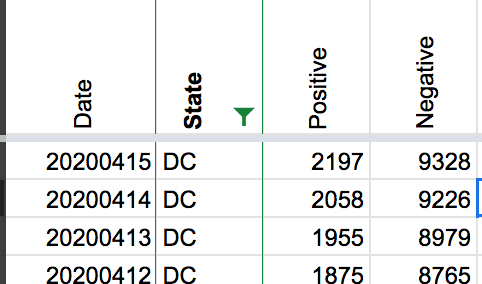 Date State Positive Negative
20200415 DC 2197 9328
20200414 DC 2058 9226
20200413 DC 1955 8979
20200412 DC 1875 8765